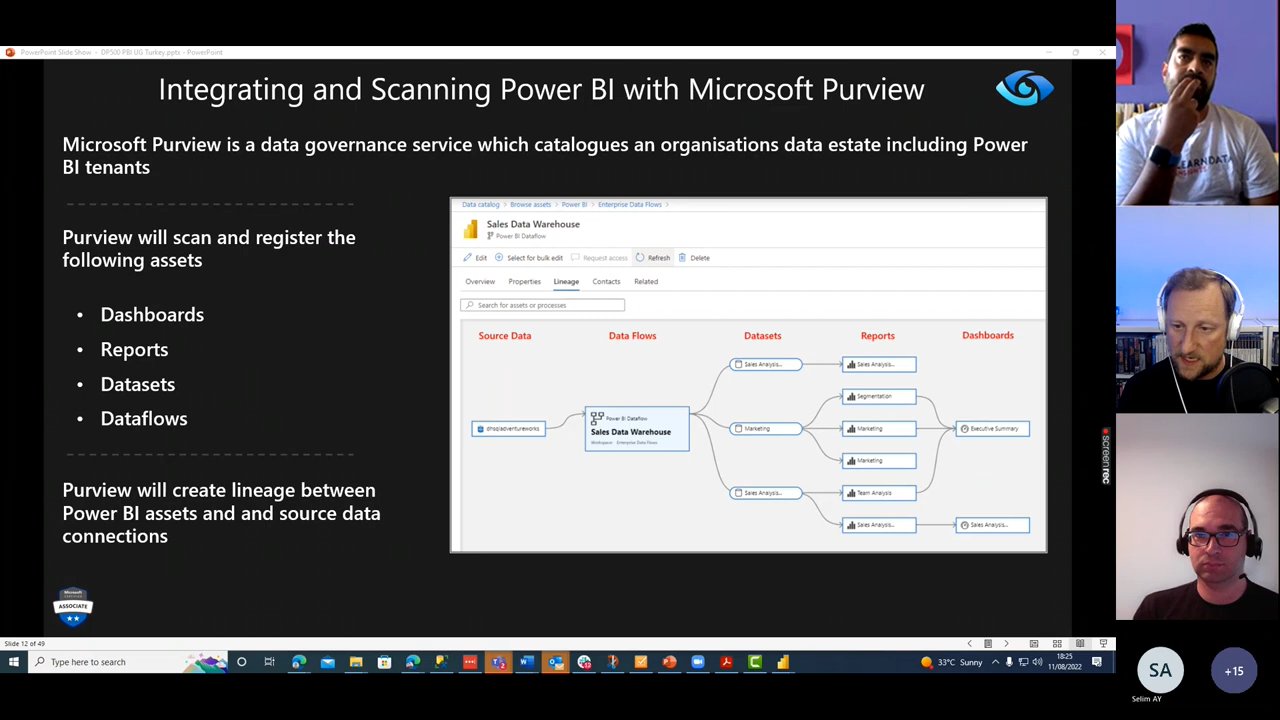 PowerPoint Slide Show - DP500 PBI UG Turkey.pptx - PowerPoint
Integrating and Scanning Power BI with Microsoft Purview
Microsoft Purview is a data governance service which catalogues an organisations data estate including Power
BI tenants
Purview will scan and register the
following assets
• Dashboards
• Reports
• Datasets
• Dataflows
Purview will create lineage between
Power BI assets and and source data
connections
Data catalog > Browse assets > Power BI > Enterprise Data Flows >
Sales Data Warehouse
Power BI Dataflow
Edit Select for bulk edit Request access Refresh Delete
Overview Properties Lineage Contacts Related
Search for assets or processes
Source Data Data Flows Datasets Reports Dashboards
Sales Analysis... Sales Analysis...
Segmentation
Power BI Dataflow
Sales Data Warehouse
Workspace Enterprise Data Flows
Marketing Marketing Executive Summary
Marketing
Sales Analysis... Team Analysis
Sales Analysis... Sales Analysis...
Microsoft
CERTIFIED
ASSOCIATE
LEARN DATA
INSIGHTS
screenrec
Slide 12 of 49
Type here to search
33°C Sunny
18:25
11/08/2022
SA
Selim AY
+15